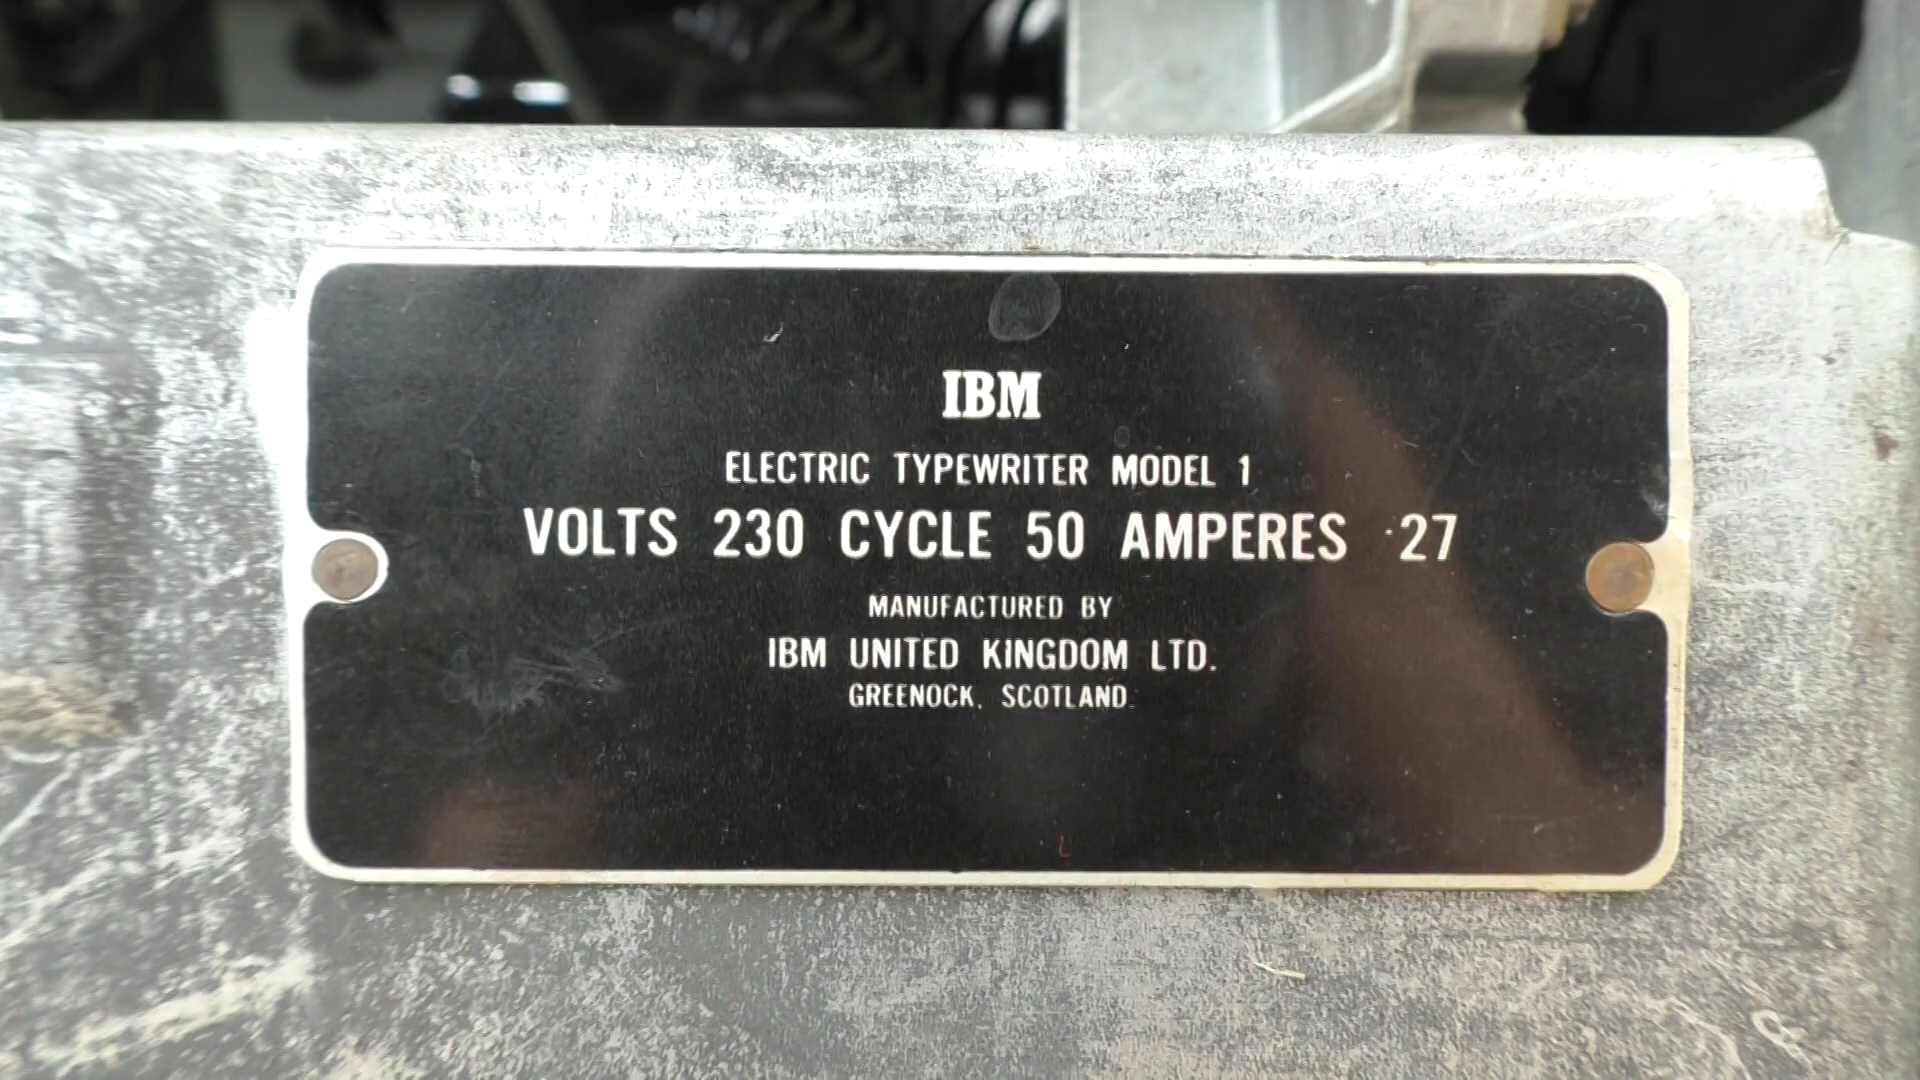 IBM
ELECTRIC TYPEWRITER MODEL 1
VOLTS 230 CYCLE 50 AMPERES ·27
MANUFACTURED BY
IBM UNITED KINGDOM LTD.
GREENOCK, SCOTLAND.